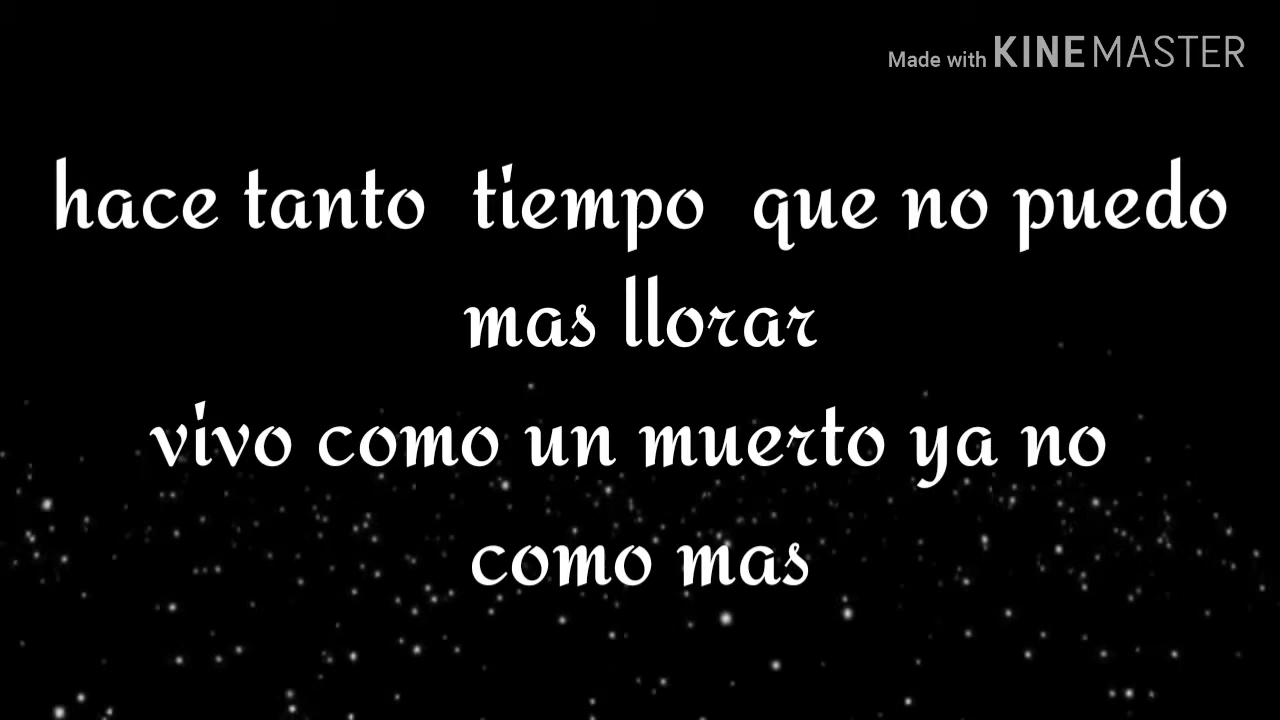 Made with KINEMASTER
hace tanto tiempo que no puedo
mas llorar
vivo como un muerto ya no
como mas